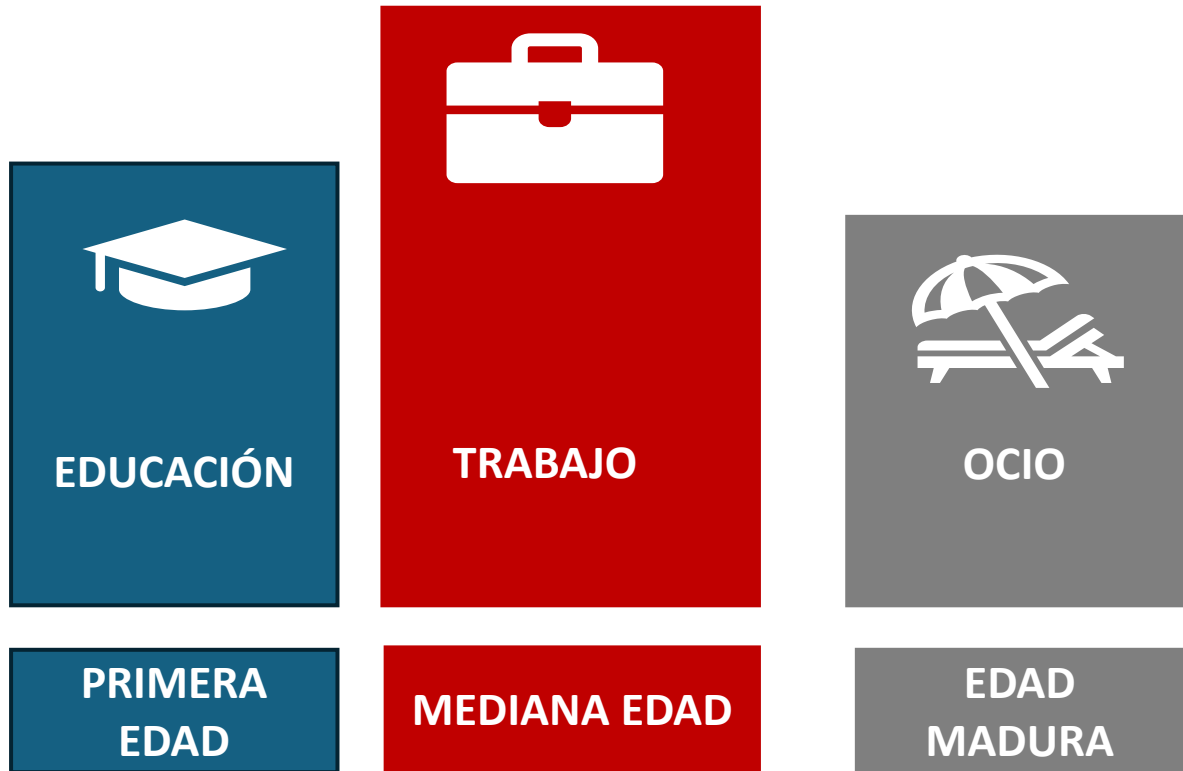 EDUCACIÓN
TRABAJO
OCIO
PRIMERA
EDAD
MEDIANA EDAD
EDAD
MADURA